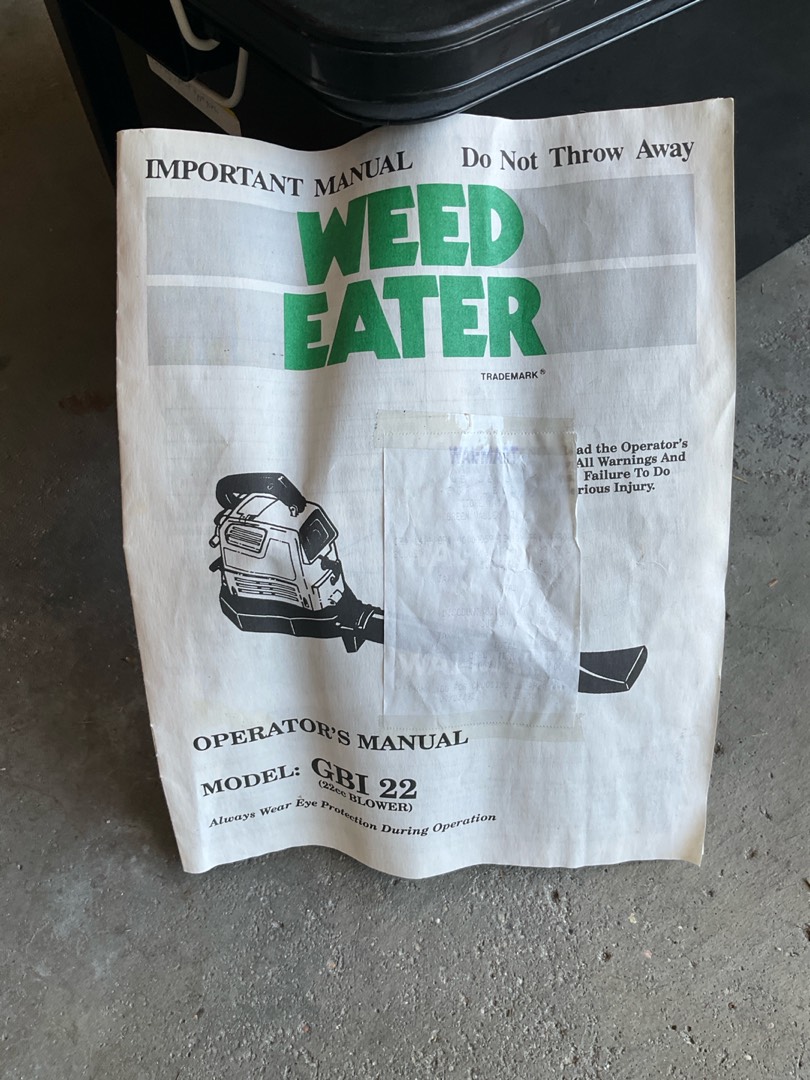 IMPORTANT MANUAL Do Not Throw Away
WEED
EATER
TRADEMARK®
ad the Operator's
All Warnings And
Failure To Do
rious Injury.
WALMART
OPERATOR'S MANUAL
MODEL: GBI 22
(22cc BLOWER)
Always Wear Eye Protection During Operation